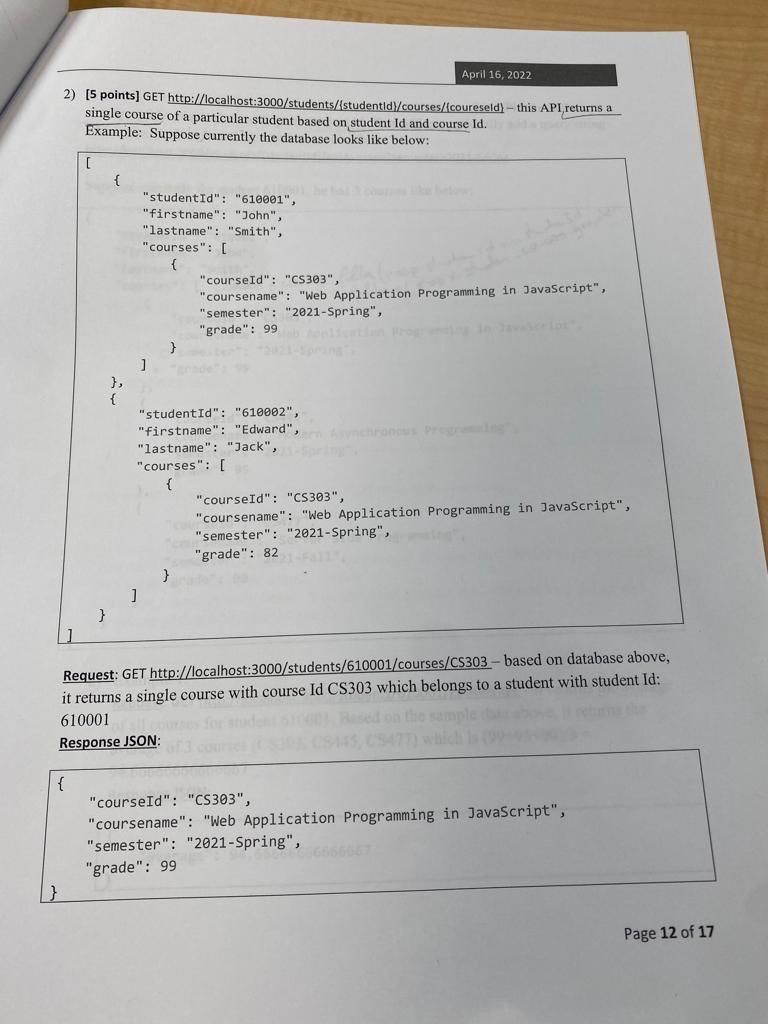 April 16, 2022
2) [5 points] GET http://localhost:3000/students/{studentId}/courses/{coureseId} – this API returns a
single course of a particular student based on student Id and course Id.
Example: Suppose currently the database looks like below:
[
{
"studentId": "610001",
"firstname": "John",
"lastname": "Smith",
"courses": [
{
"courseId": "CS303",
"coursename": "Web Application Programming in JavaScript",
"semester": "2021-Spring",
"grade": 99
}
]
},
{
"studentId": "610002",
"firstname": "Edward",
"lastname": "Jack",
"courses": [
{
"courseId": "CS303",
"coursename": "Web Application Programming in JavaScript",
"semester": "2021-Spring",
"grade": 82
}
]
}
]
Request: GET http://localhost:3000/students/610001/courses/CS303 – based on database above,
it returns a single course with course Id CS303 which belongs to a student with student Id:
610001
Response JSON:
{
"courseId": "CS303",
"coursename": "Web Application Programming in JavaScript",
"semester": "2021-Spring",
"grade": 99
}
Page 12 of 17